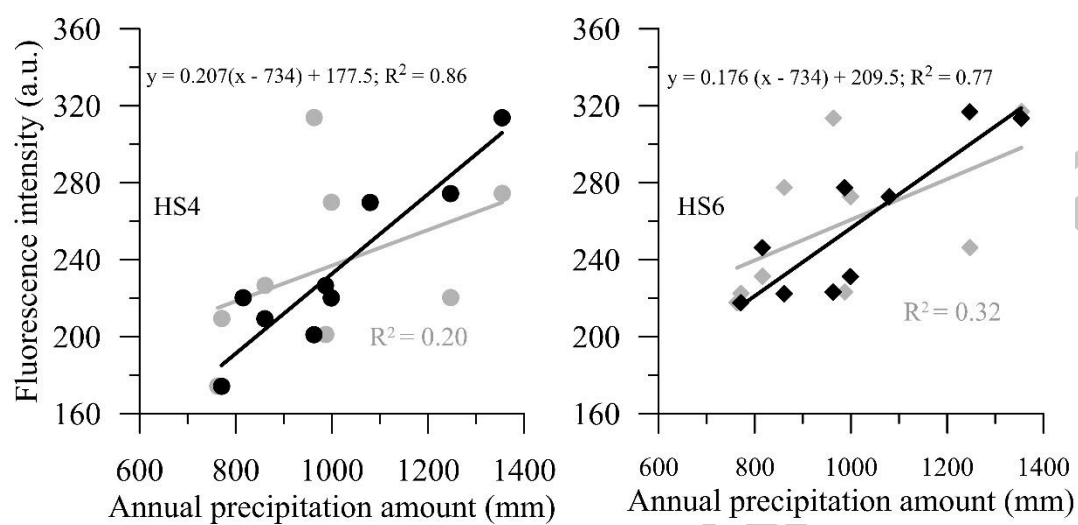 360
320
280
240
200
160
Fluorescence intensity (a.u.)
y = 0.207(x - 734) + 177.5; R² = 0.86
HS4
R² = 0.20
600 800 1000 1200 1400
Annual precipitation amount (mm)
360
320
280
240
200
160
y = 0.176 (x - 734) + 209.5; R² = 0.77
HS6
R² = 0.32
600 800 1000 1200 1400
Annual precipitation amount (mm)